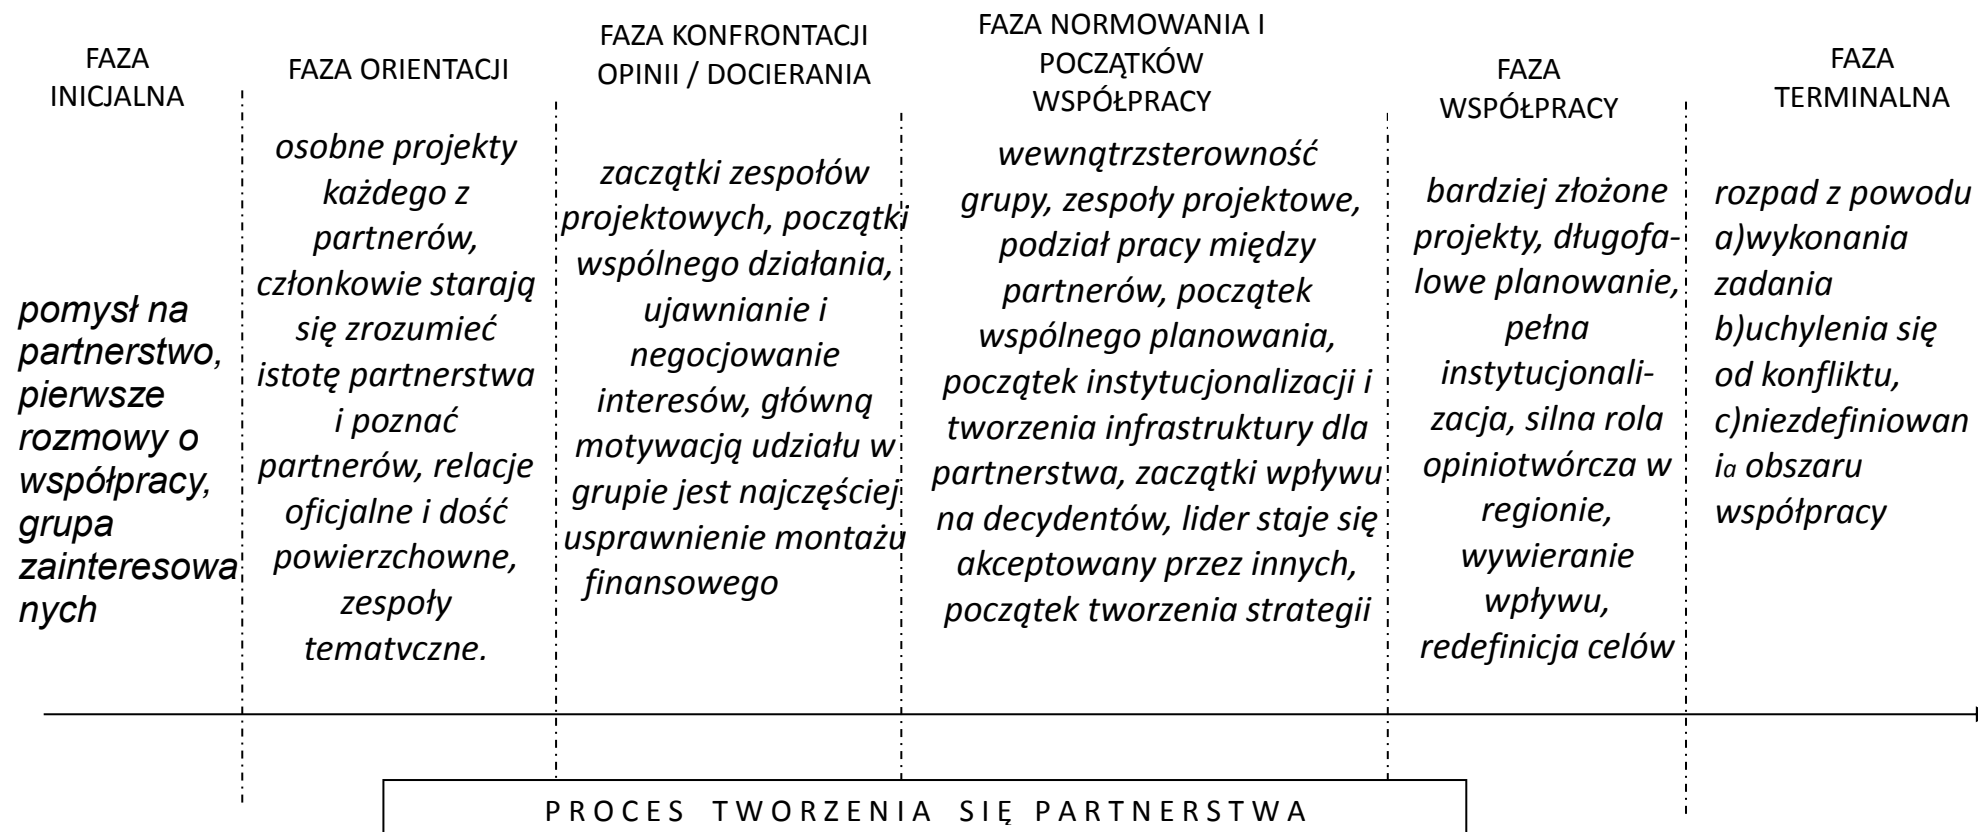 FAZA
INICJALNA
pomysł na
partnerstwo,
pierwsze
rozmowy o
współpracy,
grupa
zainteresowa
nych
FAZA ORIENTACJI
osobne projekty
każdego z
partnerów,
członkowie starają
się zrozumieć
istotę partnerstwa
i poznać
partnerów, relacje
oficjalne i dość
powierzchowne,
zespoły
tematyczne.
FAZA KONFRONTACJI
OPINII / DOCIERANIA
zaczątki zespołów
projektowych, początki
wspólnego działania,
ujawnianie i
negocjowanie
interesów, główną
motywacją udziału w
grupie jest najczęściej
usprawnienie montażu
finansowego
FAZA NORMOWANIA I
POCZĄTKÓW
WSPÓŁPRACY
wewnątrzsterowność
grupy, zespoły projektowe,
podział pracy między
partnerów, początek
wspólnego planowania,
początek instytucjonalizacji i
tworzenia infrastruktury dla
partnerstwa, zaczątki wpływu
na decydentów, lider staje się
akceptowany przez innych,
początek tworzenia strategii
FAZA
WSPÓŁPRACY
bardziej złożone
projekty, długofa-
lowe planowanie,
pełna
instytucjonali-
zacja, silna rola
opiniotwórcza w
regionie,
wywieranie
wpływu,
redefinicja celów
FAZA
TERMINALNA
rozpad z powodu
a)wykonania
zadania
b)uchylenia się
od konfliktu,
c)niezdefiniowan
ia obszaru
współpracy
PROCES TWORZENIA SIĘ PARTNERSTWA